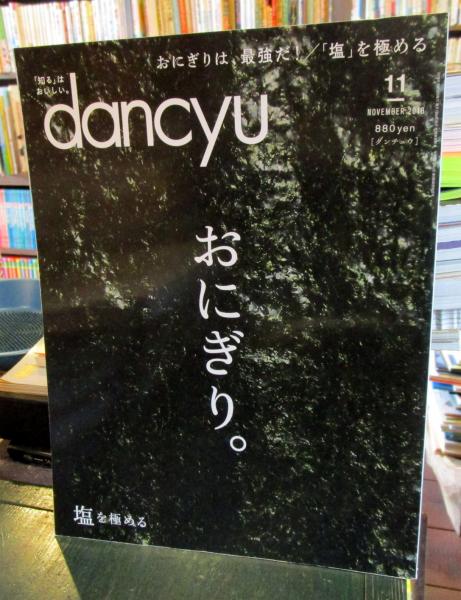 おにぎりは、最強だ！／「塩」を極める
「知る」は
おいしい。
dancyu
11
NOVEMBER 2018
880yen
［ダンチュウ］
おにぎり。
塩を極める